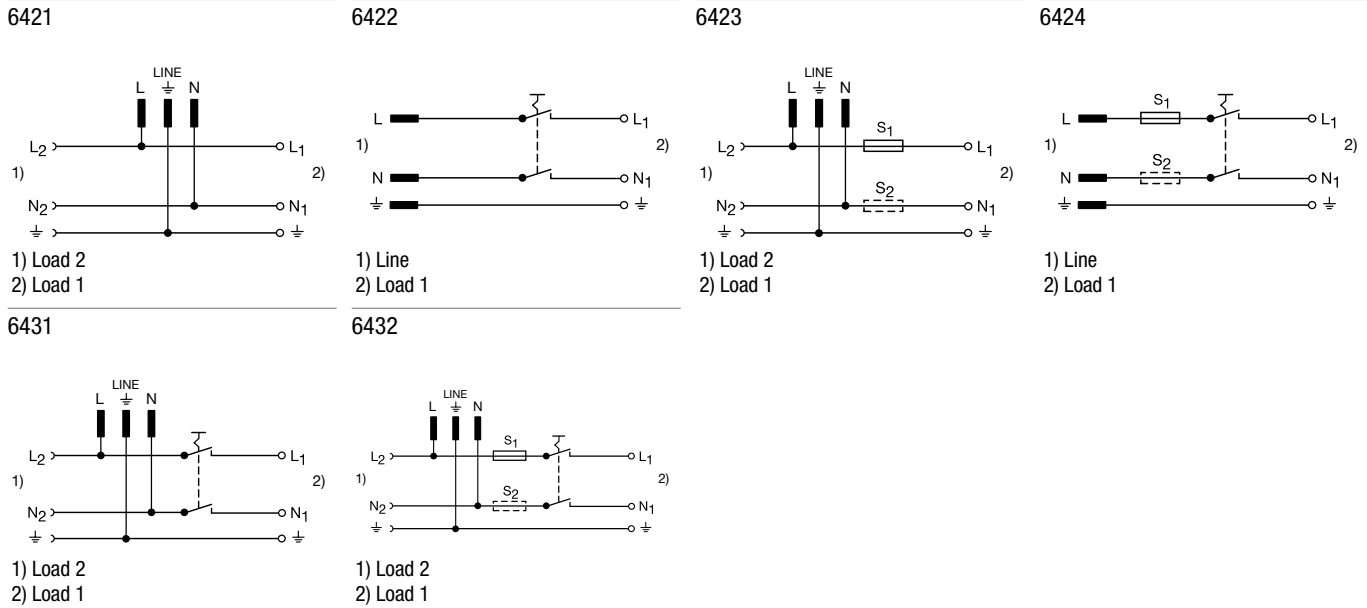 6421
LINE
L ⏚ N
L2 L1
1) 2)
N2 N1
⏚ ⏚
1) Load 2
2) Load 1
6422
L L1
1) 2)
N N1
⏚ ⏚
1) Line
2) Load 1
6423
LINE
L ⏚ N
S1
L2 L1
1) 2)
S2
N2 N1
⏚ ⏚
1) Load 2
2) Load 1
6424
S1
L L1
1) 2)
S2
N N1
⏚ ⏚
1) Line
2) Load 1
6431
LINE
L ⏚ N
L2 L1
1) 2)
N2 N1
⏚ ⏚
1) Load 2
2) Load 1
6432
LINE
L ⏚ N
S1
L2 L1
1) 2)
S2
N2 N1
⏚ ⏚
1) Load 2
2) Load 1